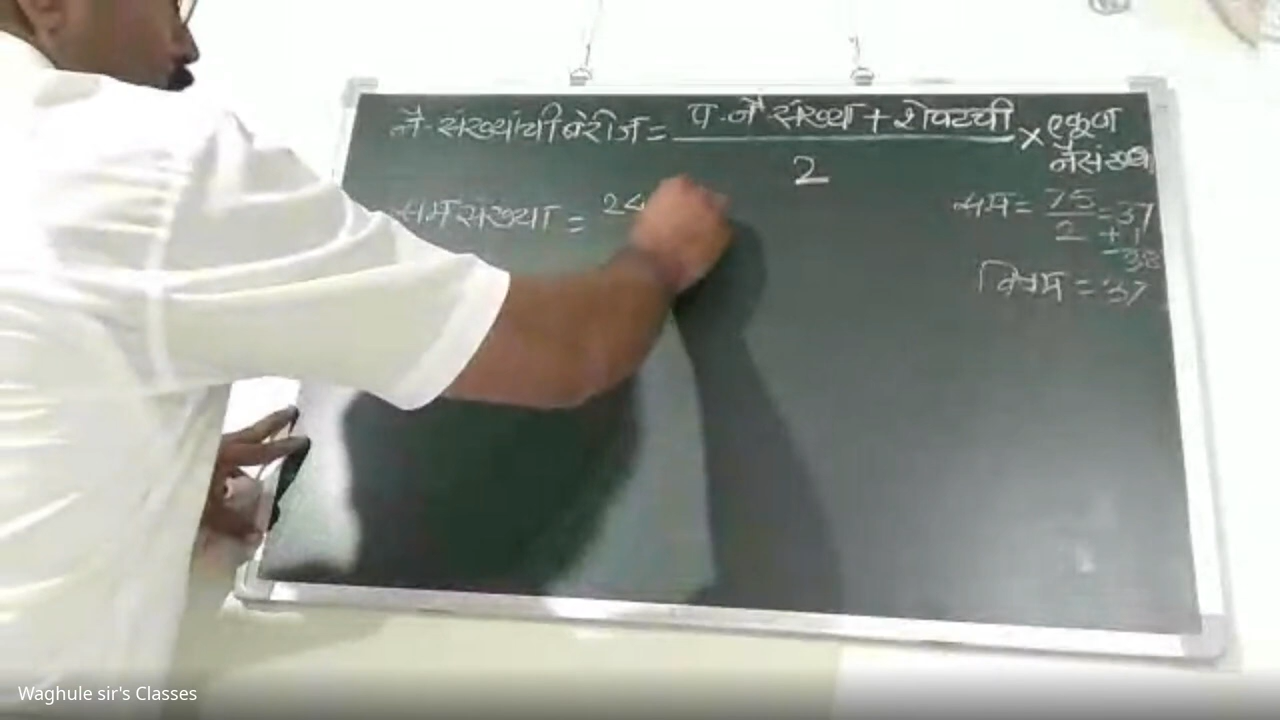 नै. संख्यांची बेरीज = प. नै संख्या + शेवटची × एकूण
नैसंख्या
2
समसंख्या = 24
सम = 75 = 37
2 + 1
38
विषम = 37
Waghule sir's Classes